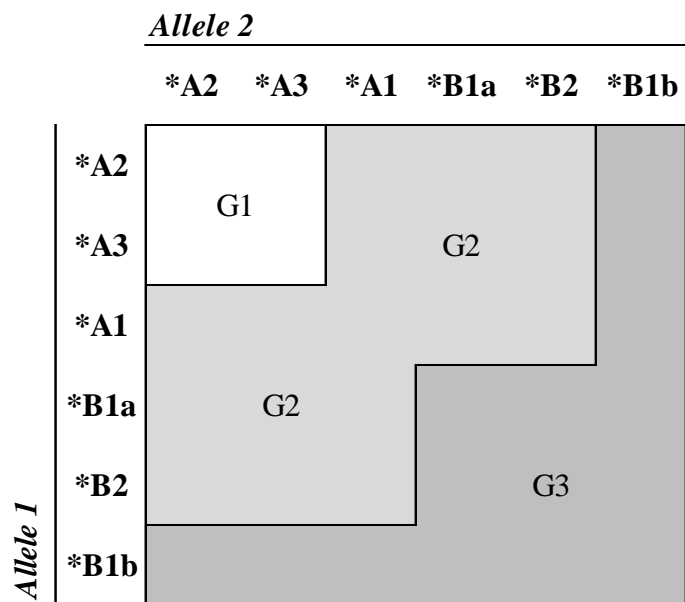 Allele 2
*A2 *A3 *A1 *B1a *B2 *B1b
*A2
G1
*A3
G2
*A1
*B1a
G2
*B2
G3
*B1b
Allele 1